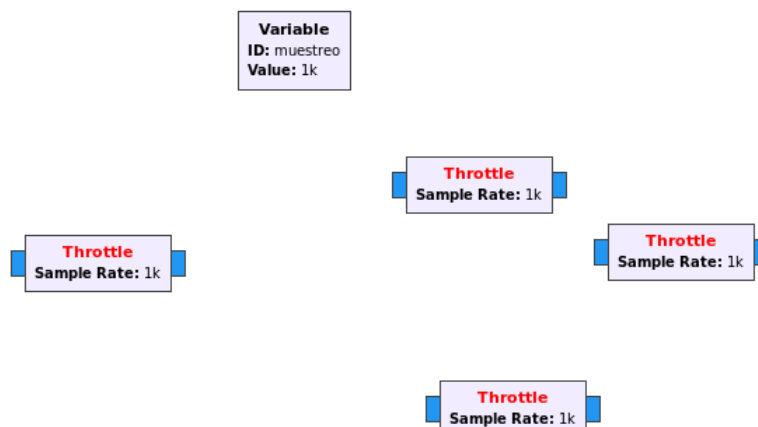 Variable
ID: muestreo
Value: 1k
Throttle
Sample Rate: 1k
Throttle
Sample Rate: 1k
Throttle
Sample Rate: 1k
Throttle
Sample Rate: 1k